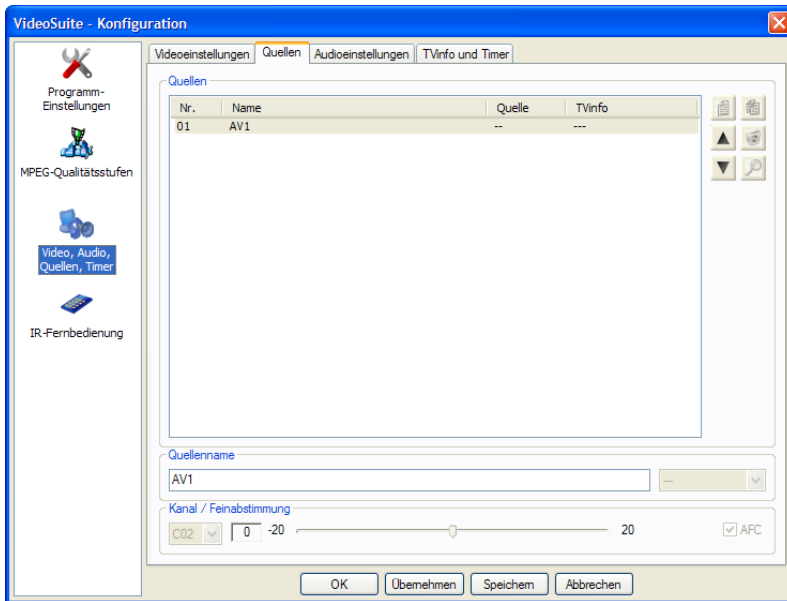 VideoSuite - Konfiguration
Programm-
Einstellungen
MPEG-Qualitätsstufen
Video, Audio,
Quellen, Timer
IR-Fernbedienung
Videoeinstellungen
Quellen
Audioeinstellungen
TVinfo und Timer
Quellen
Nr. Name Quelle TVinfo
01 AV1 -- ---
Quellenname
AV1 ---
Kanal / Feinabstimmung
C02 0 -20 20 AFC
OK Übernehmen Speichern Abbrechen